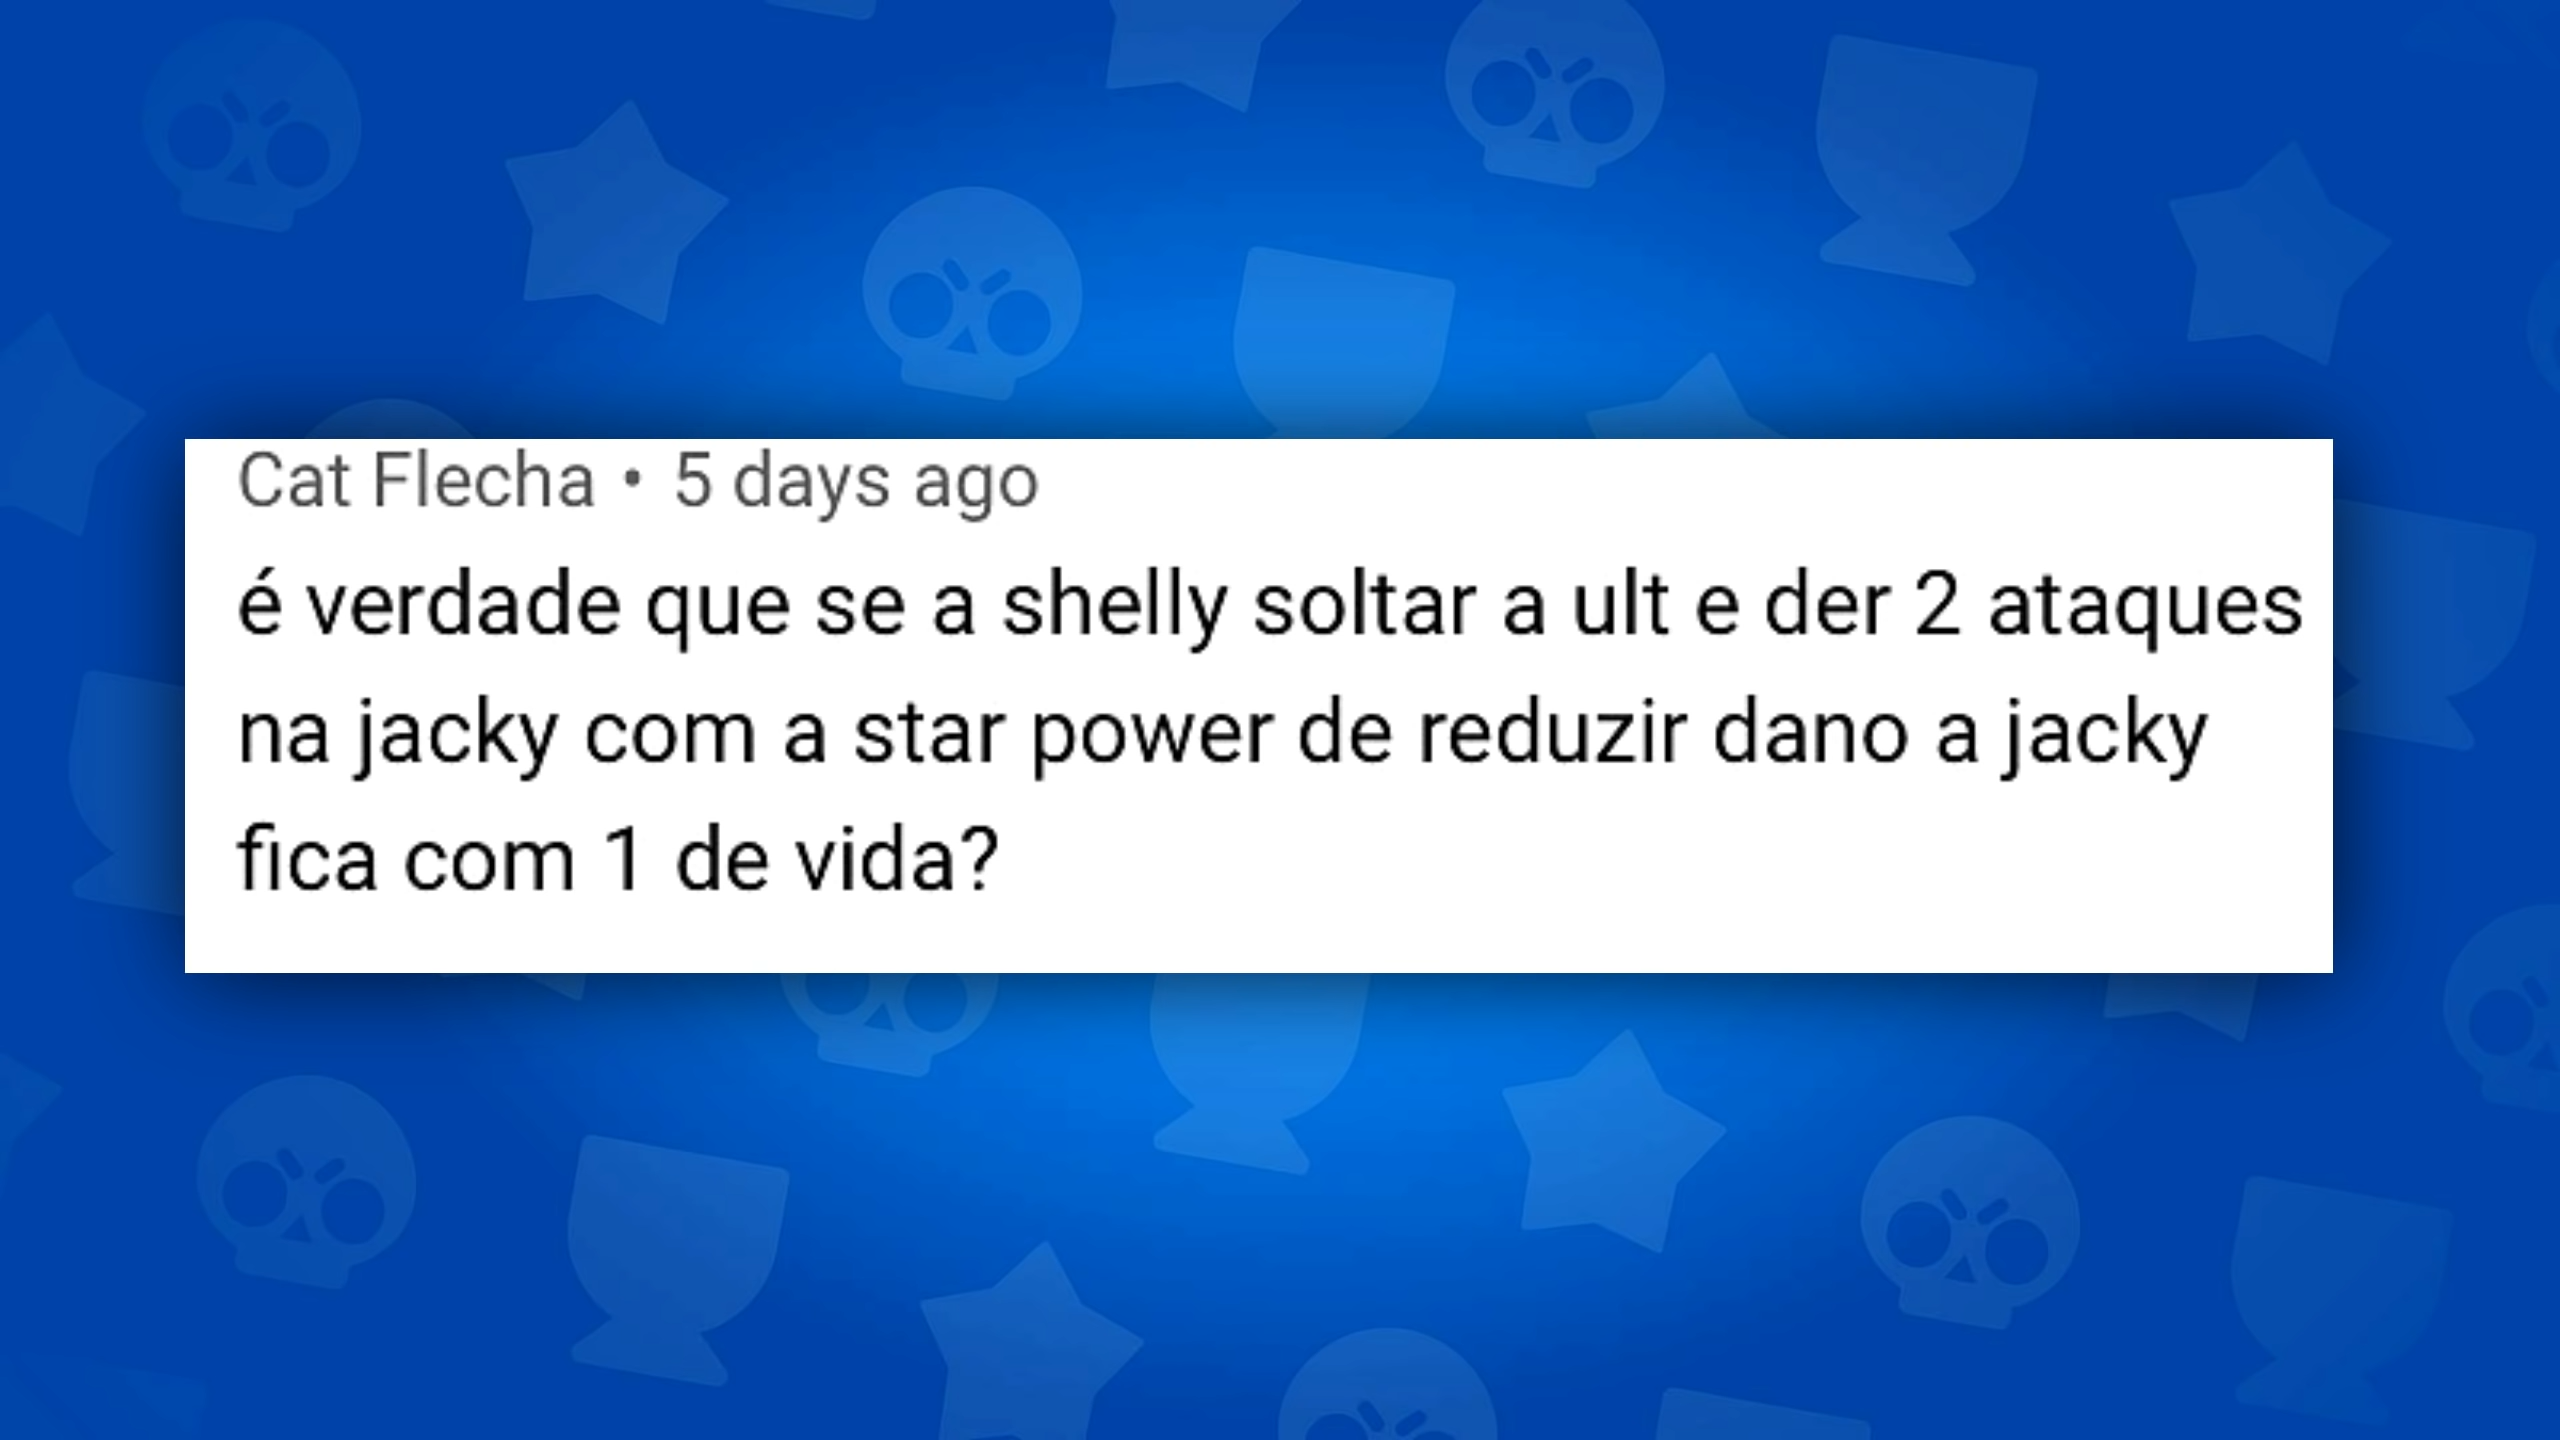 Cat Flecha • 5 days ago
é verdade que se a shelly soltar a ult e der 2 ataques
na jacky com a star power de reduzir dano a jacky
fica com 1 de vida?